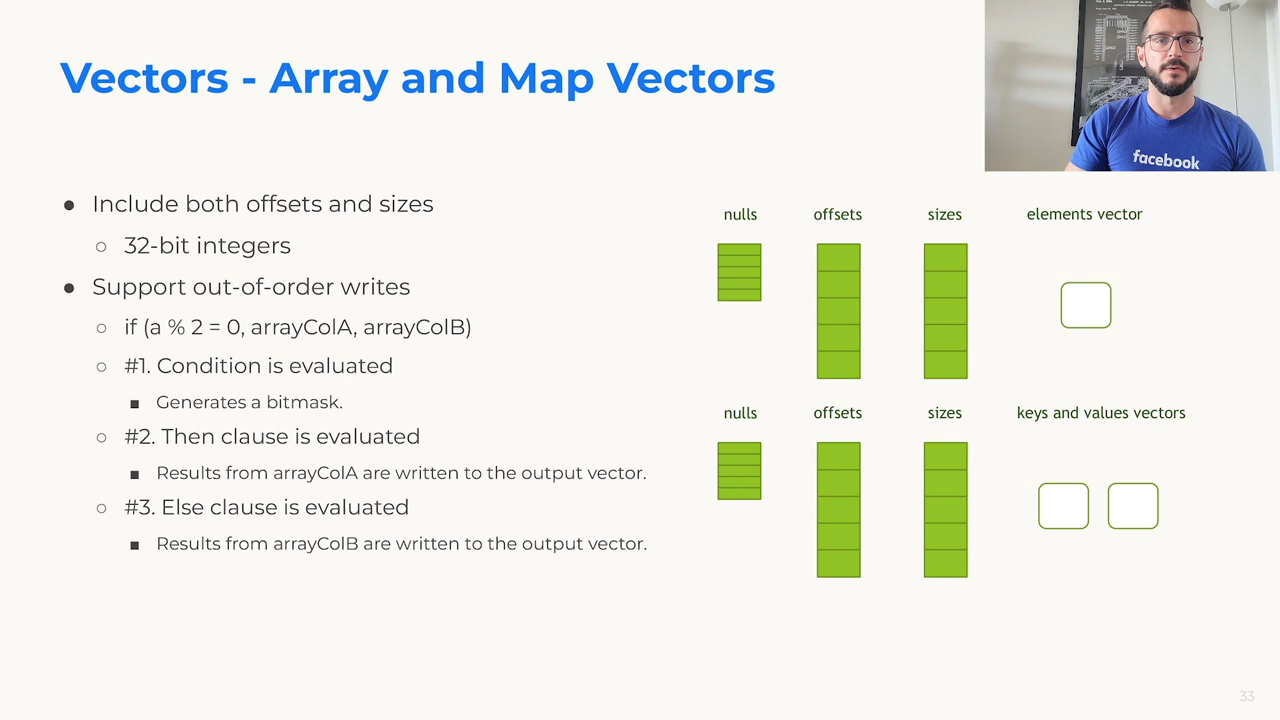 Vectors - Array and Map Vectors
facebook
● Include both offsets and sizes
○ 32-bit integers
● Support out-of-order writes
○ if (a % 2 = 0, arrayColA, arrayColB)
○ #1. Condition is evaluated
■ Generates a bitmask.
○ #2. Then clause is evaluated
■ Results from arrayColA are written to the output vector.
○ #3. Else clause is evaluated
■ Results from arrayColB are written to the output vector.
nulls offsets sizes elements vector
nulls offsets sizes keys and values vectors
33